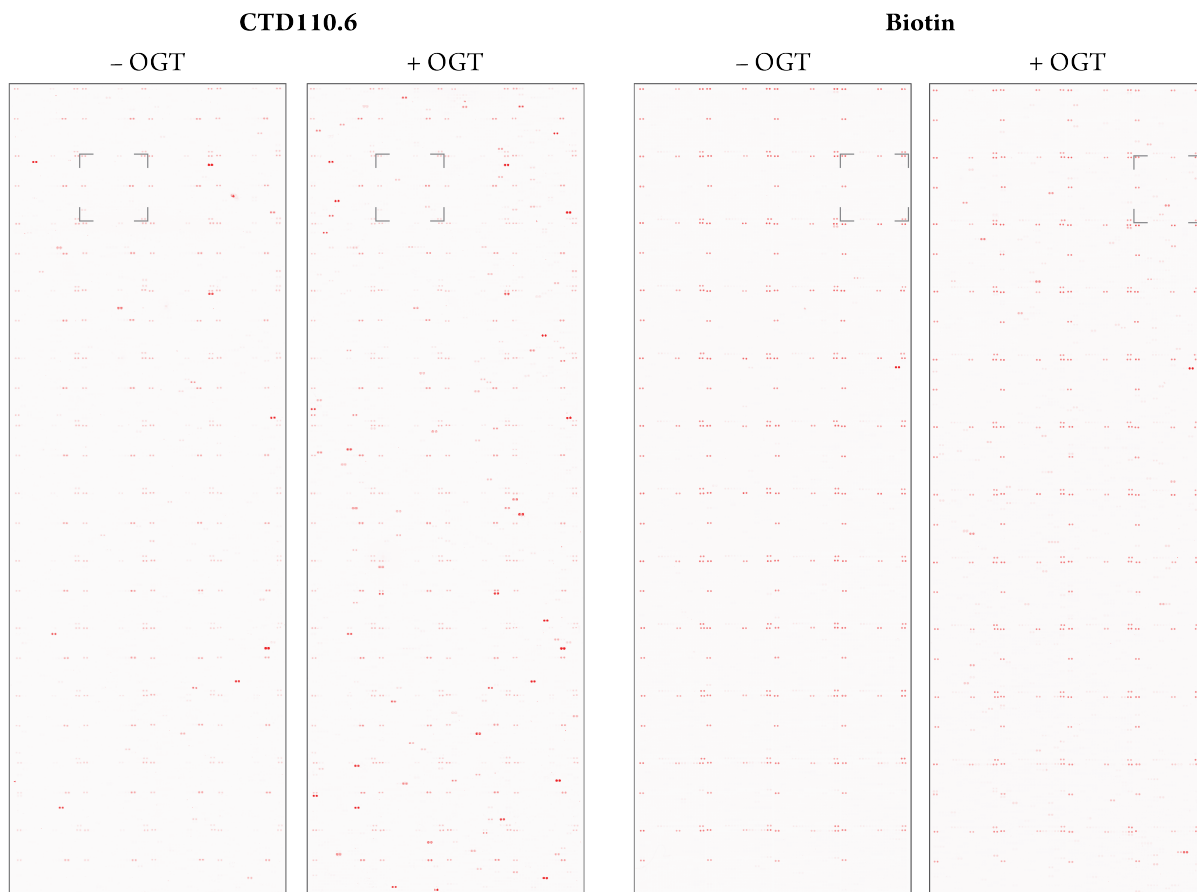 CTD110.6 Biotin
– OGT + OGT – OGT + OGT